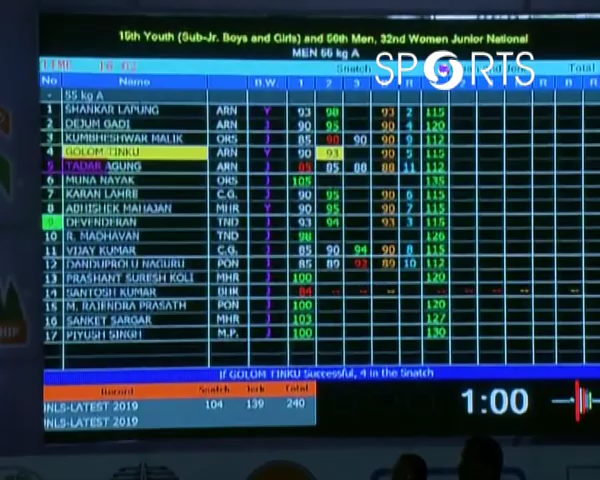 15th Youth (Sub-Jr. Boys and Girls) and 56th Men, 32nd Women Junior National
MEN 55 kg A
SPORTS
TIME Snatch Total
No Name B.W. 1 2 3 R R B. R
- 55 kg A
1 SHANKAR LAPUNG ARN Y 93 98 93 2 115
2 DEJUM GADI ARN J 90 95 90 4 120
3 KUMBHESHWAR MALIK ORS J 85 90 90 90 9 112
4 GOLOM TINKU ARN Y 90 93 90 5 115
5 TADAR AGUNG ARN J 85 85 88 88 11 112
6 MUNA NAYAK ORS J 105 135
7 KARAN LAHRE C.G. J 90 95 90 6 115
8 ABHISHEK MAHAJAN MHR Y 90 95 90 7 115
9 DEVENDERAN TND J 93 94 93 3 115
10 R. MADHAVAN TND J 98 126
11 VIJAY KUMAR C.G. J 85 90 94 90 8 115
12 DANDUPROLU NAGURU PON J 85 89 93 89 10 112
13 PRASHANT SURESH KOLI MHR J 100 120
14 SANTOSH KUMAR BHR J 84 -- -- -- -- -- -- --
15 M. RAJENDRA PRASATH PON J 100 120
16 SANKET SARGAR MHR J 103 127
17 PIYUSH SINGH M.P. J 100 130
If GOLOM TINKU Successful, 4 in the Snatch
Record Snatch Jerk Total
INLS-LATEST 2019 104 139 240
INLS-LATEST 2019
1:00